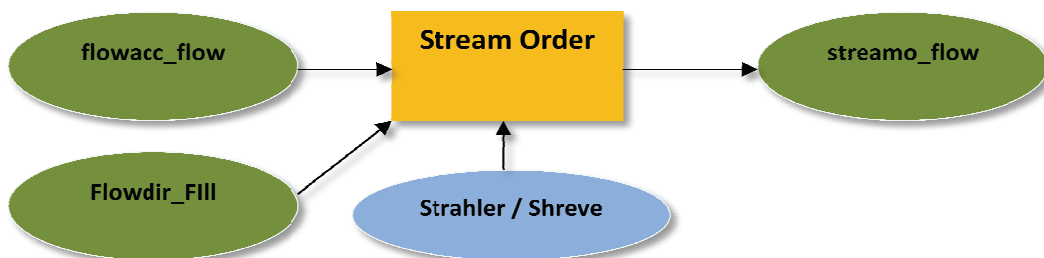 flowacc_flow
Stream Order
streamo_flow
Flowdir_FIll
Strahler / Shreve